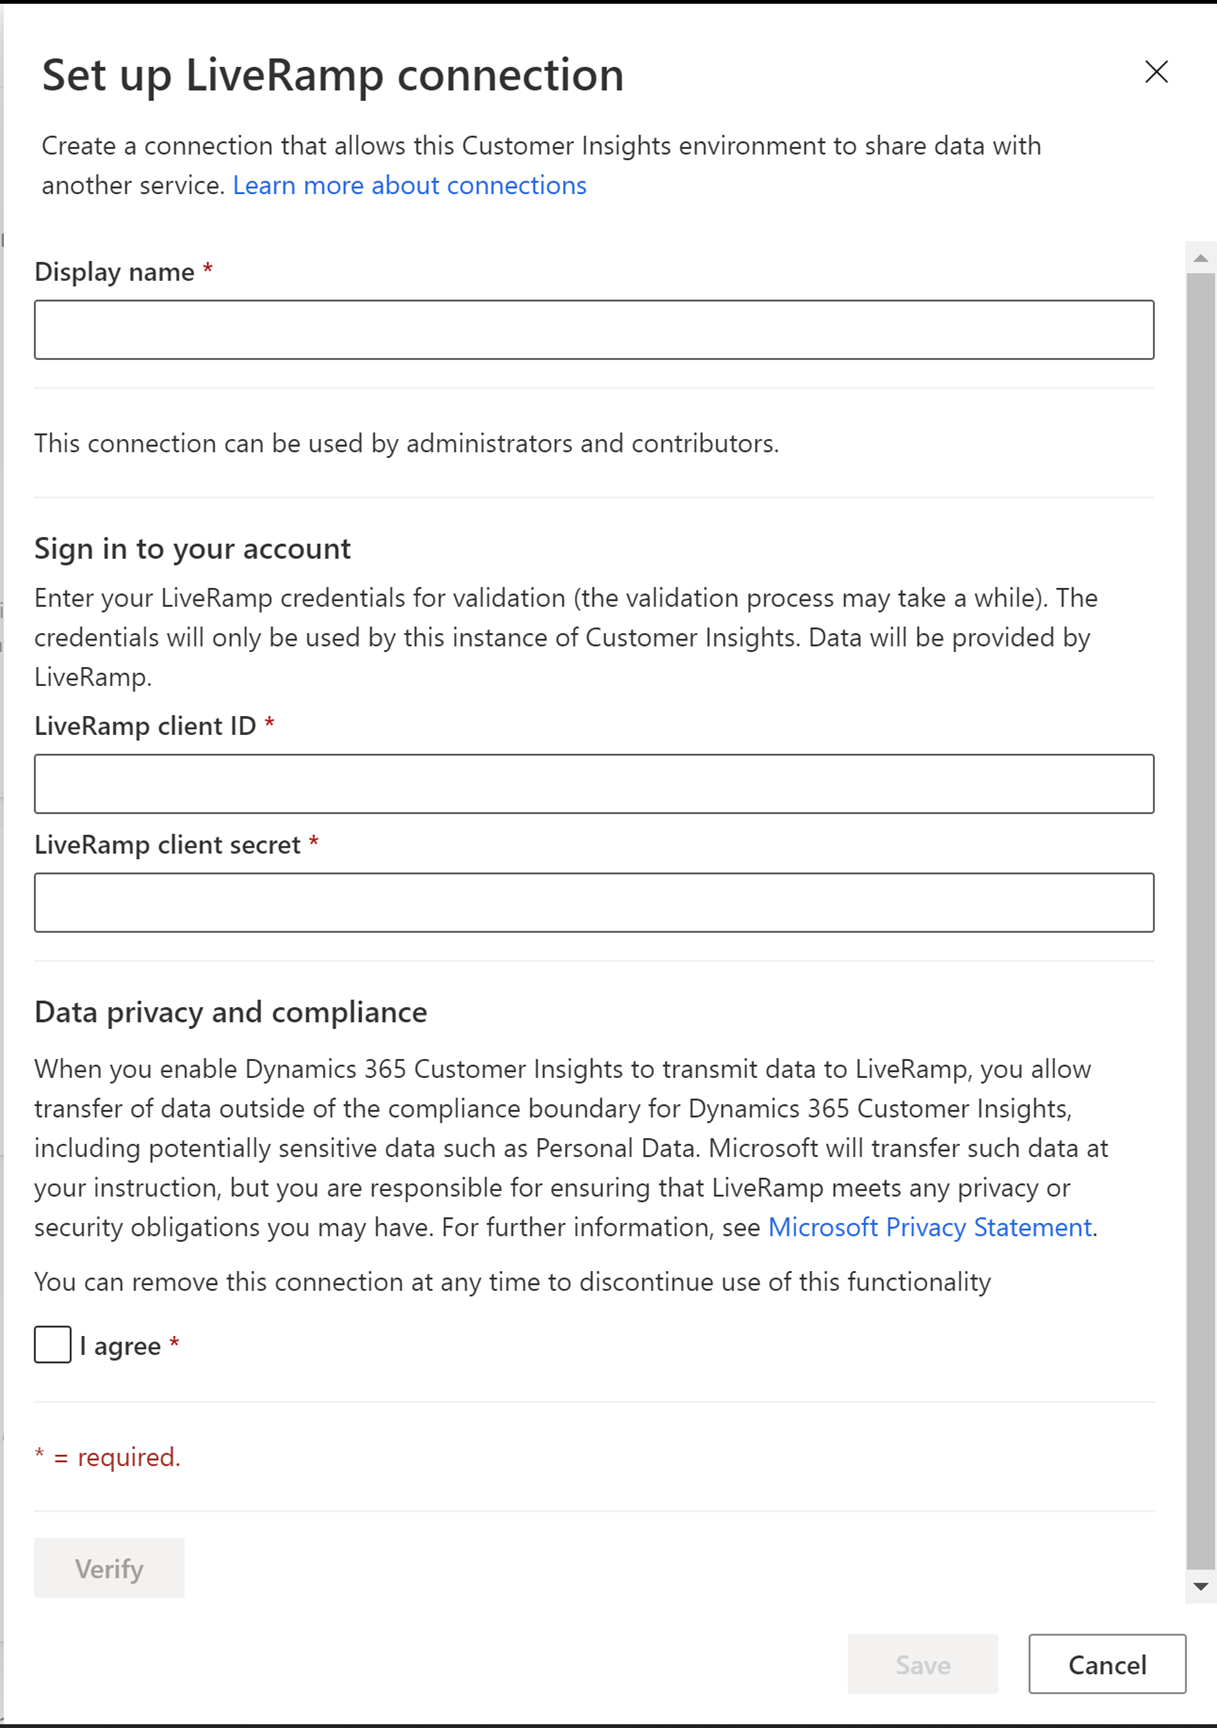 Set up LiveRamp connection
Create a connection that allows this Customer Insights environment to share data with
another service. Learn more about connections
Display name *
This connection can be used by administrators and contributors.
Sign in to your account
Enter your LiveRamp credentials for validation (the validation process may take a while). The
credentials will only be used by this instance of Customer Insights. Data will be provided by
LiveRamp.
LiveRamp client ID *
LiveRamp client secret *
Data privacy and compliance
When you enable Dynamics 365 Customer Insights to transmit data to LiveRamp, you allow
transfer of data outside of the compliance boundary for Dynamics 365 Customer Insights,
including potentially sensitive data such as Personal Data. Microsoft will transfer such data at
your instruction, but you are responsible for ensuring that LiveRamp meets any privacy or
security obligations you may have. For further information, see Microsoft Privacy Statement.
You can remove this connection at any time to discontinue use of this functionality
I agree *
* = required.
Verify
Save
Cancel